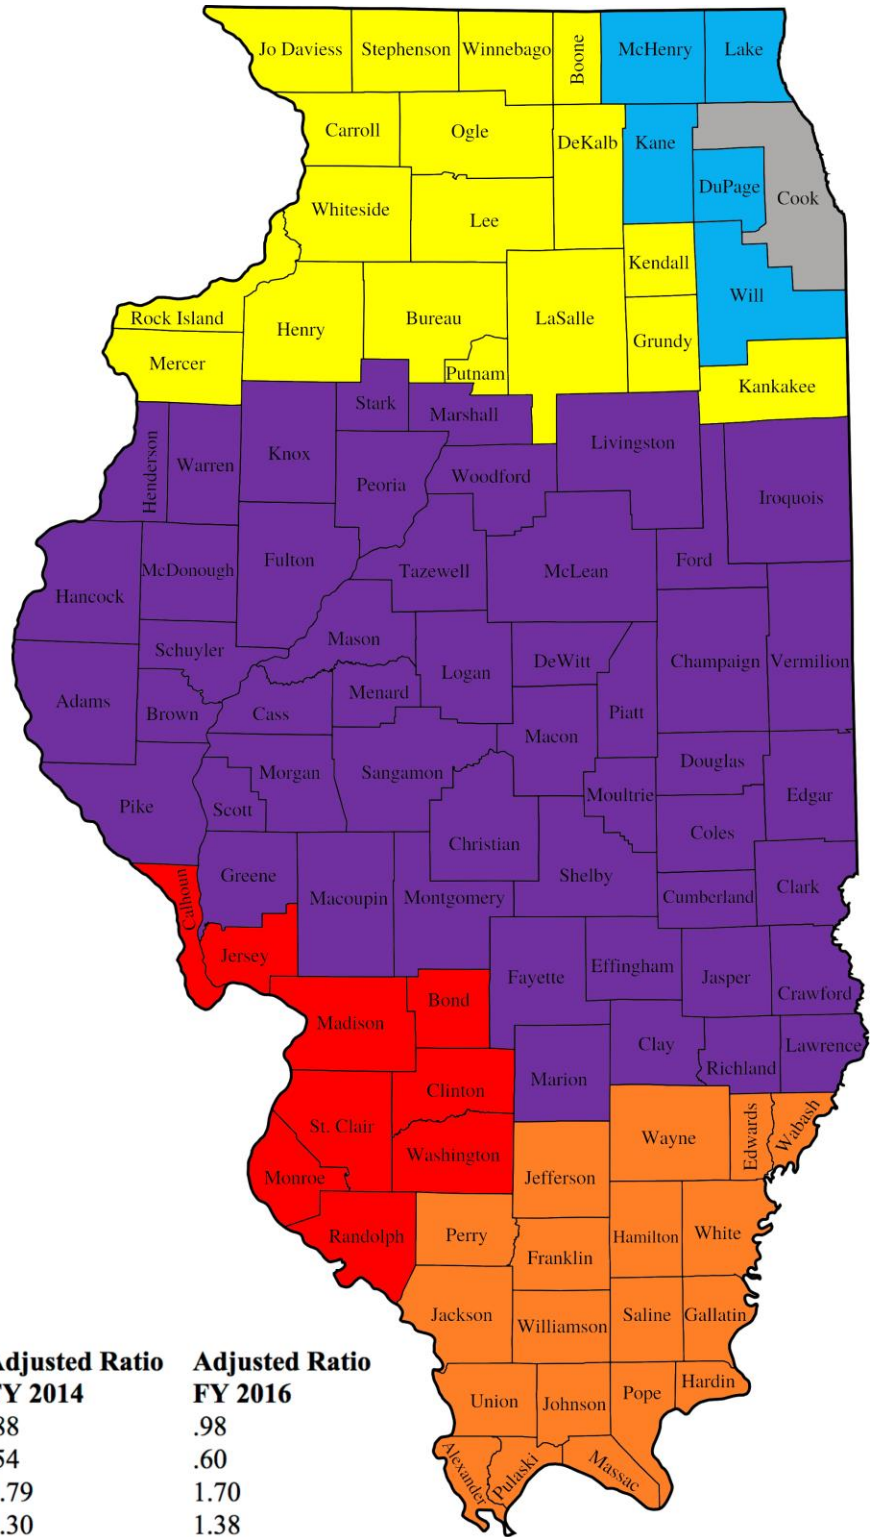 Jo Daviess Stephenson Winnebago Boone McHenry Lake
Carroll Ogle DeKalb Kane
DuPage Cook
Whiteside Lee
Kendall
Rock Island Henry Bureau LaSalle Will
Mercer Putnam Grundy
Kankakee
Stark Marshall
Henderson Warren Knox Peoria Woodford Livingston
Iroquois
Hancock McDonough Fulton Tazewell McLean Ford
Schuyler Mason
Adams Brown Cass Menard Logan DeWitt Champaign Vermilion
Piatt
Pike Scott Morgan Sangamon Macon Douglas
Moultrie Edgar
Christian Coles
Calhoun Greene Macoupin Montgomery Shelby Cumberland Clark
Jersey Fayette Effingham Jasper Crawford
Madison Bond
Clay Richland Lawrence
Clinton Marion
St. Clair Washington Wayne Edwards Wabash
Monroe Jefferson
Randolph Perry Franklin Hamilton White
Jackson Williamson Saline Gallatin
Union Johnson Pope Hardin
Alexander Pulaski Massac
Adjusted Ratio Adjusted Ratio
FY 2014 FY 2016
.98
.60
.79 1.70
.30 1.38